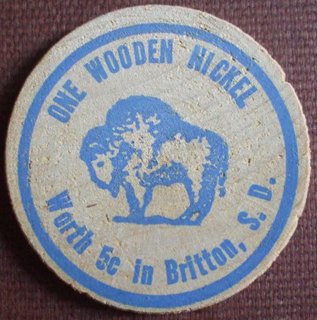 ONE WOODEN NICKEL
Worth 5c in Britton, S.D.